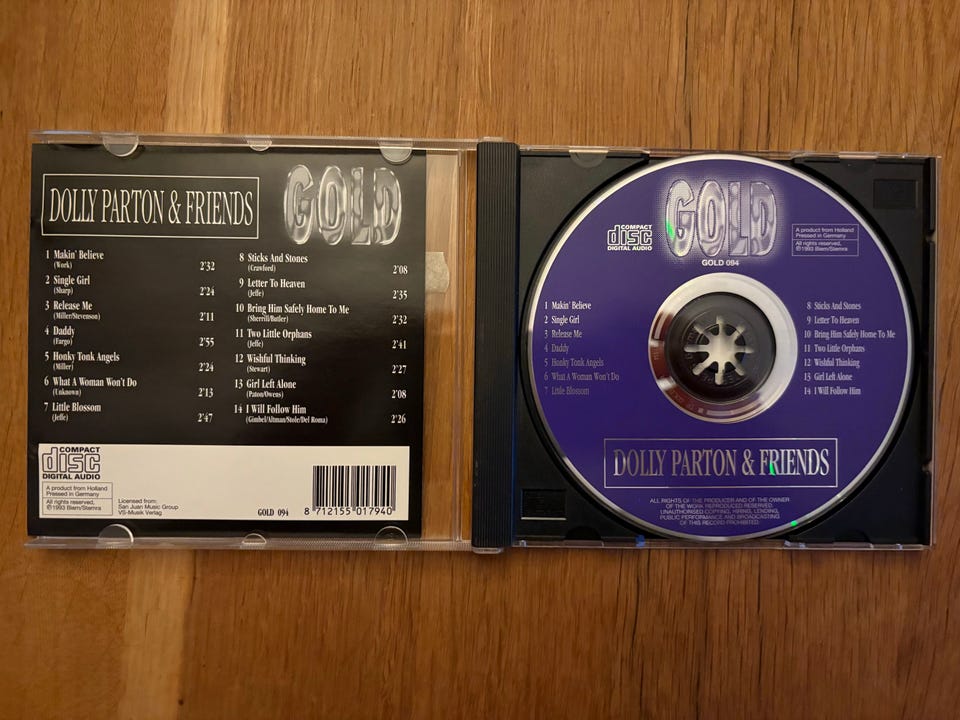 DOLLY PARTON & FRIENDS
GOLD
1 Makin' Believe
(Work) 2'32
2 Single Girl
(Sharp) 2'24
3 Release Me
(Miller/Stevenson) 2'11
4 Daddy
(Fargo) 2'55
5 Honky Tonk Angels
(Miller) 2'24
6 What A Woman Won't Do
(Unknown) 2'13
7 Little Blossom
(Jeffe) 2'47
8 Sticks And Stones
(Crawford) 2'08
9 Letter To Heaven
(Jeffe) 2'35
10 Bring Him Safely Home To Me
(Sherrill/Butler) 2'32
11 Two Little Orphans
(Jeffe) 2'41
12 Wishful Thinking
(Stewart) 2'27
13 Girl Left Alone
(Paton/Owens) 2'08
14 I Will Follow Him
(Gimbel/Altman/Stole/Del Roma) 2'26
COMPACT
disc
DIGITAL AUDIO
A product from Holland
Pressed in Germany
All rights reserved,
©1993 Biem/Stemra
Licensed from:
San Juan Music Group
VS-Musik Verlag
GOLD 094
8 712155 017940
GOLD
COMPACT
disc
DIGITAL AUDIO
GOLD 094
A product from Holland
Pressed in Germany
All rights reserved,
©1993 Biem/Stemra
1 Makin' Believe
2 Single Girl
3 Release Me
4 Daddy
5 Honky Tonk Angels
6 What A Woman Won't Do
7 Little Blossom
8 Sticks And Stones
9 Letter To Heaven
10 Bring Him Safely Home To Me
11 Two Little Orphans
12 Wishful Thinking
13 Girl Left Alone
14 I Will Follow Him
DOLLY PARTON & FRIENDS
ALL RIGHTS OF THE PRODUCER AND OF THE OWNER
OF THE WORK REPRODUCED RESERVED.
UNAUTHORISED COPYING, HIRING, LENDING,
PUBLIC PERFORMANCE AND BROADCASTING
OF THIS RECORD PROHIBITED.